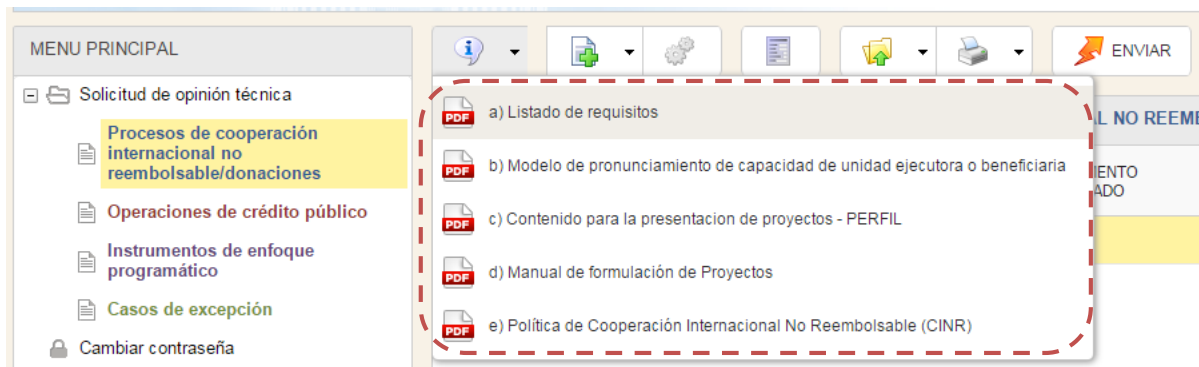 MENU PRINCIPAL
ENVIAR
Solicitud de opinión técnica
Procesos de cooperación
internacional no
reembolsable/donaciones
Operaciones de crédito público
Instrumentos de enfoque
programático
Casos de excepción
Cambiar contraseña
PDF a) Listado de requisitos
PDF b) Modelo de pronunciamiento de capacidad de unidad ejecutora o beneficiaria
PDF c) Contenido para la presentacion de proyectos - PERFIL
PDF d) Manual de formulación de Proyectos
PDF e) Política de Cooperación Internacional No Reembolsable (CINR)
NO